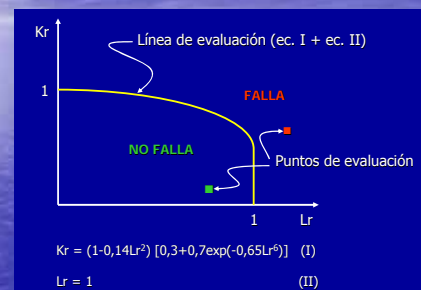 Kr
Línea de evaluación (ec. I + ec. II)
1
FALLA
NO FALLA
Puntos de evaluación
1
Lr
Kr = (1-0,14Lr²) [0,3+0,7exp(-0,65Lr⁶)] (I)
Lr = 1 (II)